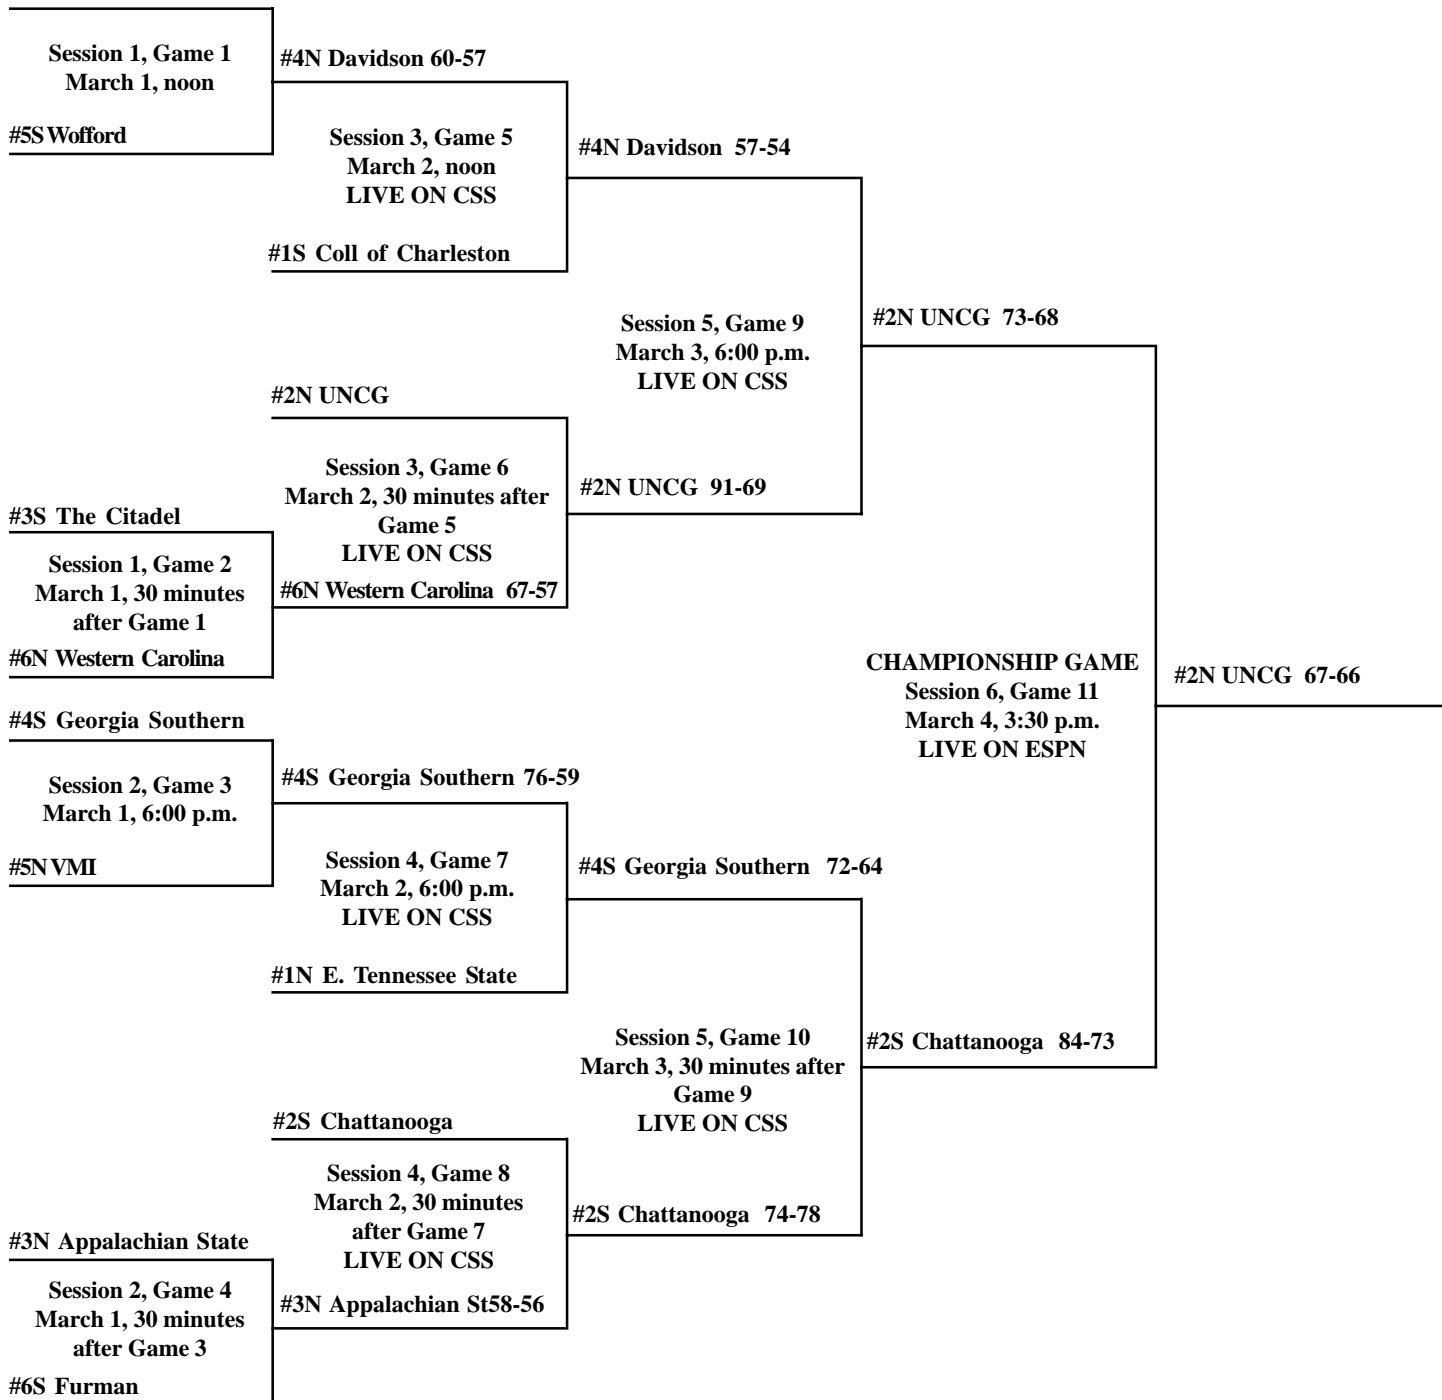 Session 1, Game 1
March 1, noon
#5S Wofford
#4N Davidson 60-57
Session 3, Game 5
March 2, noon
LIVE ON CSS
#1S Coll of Charleston
#4N Davidson 57-54
Session 5, Game 9
March 3, 6:00 p.m.
LIVE ON CSS
#2N UNCG 73-68
#2N UNCG
Session 3, Game 6
March 2, 30 minutes after
Game 5
LIVE ON CSS
#2N UNCG 91-69
#3S The Citadel
Session 1, Game 2
March 1, 30 minutes
after Game 1
#6N Western Carolina
#6N Western Carolina 67-57
CHAMPIONSHIP GAME
Session 6, Game 11
March 4, 3:30 p.m.
LIVE ON ESPN
#2N UNCG 67-66
#4S Georgia Southern
Session 2, Game 3
March 1, 6:00 p.m.
#5N VMI
#4S Georgia Southern 76-59
Session 4, Game 7
March 2, 6:00 p.m.
LIVE ON CSS
#1N E. Tennessee State
#4S Georgia Southern 72-64
Session 5, Game 10
March 3, 30 minutes after
Game 9
LIVE ON CSS
#2S Chattanooga 84-73
#2S Chattanooga
Session 4, Game 8
March 2, 30 minutes
after Game 7
LIVE ON CSS
#2S Chattanooga 74-78
#3N Appalachian State
Session 2, Game 4
March 1, 30 minutes
after Game 3
#6S Furman
#3N Appalachian St58-56